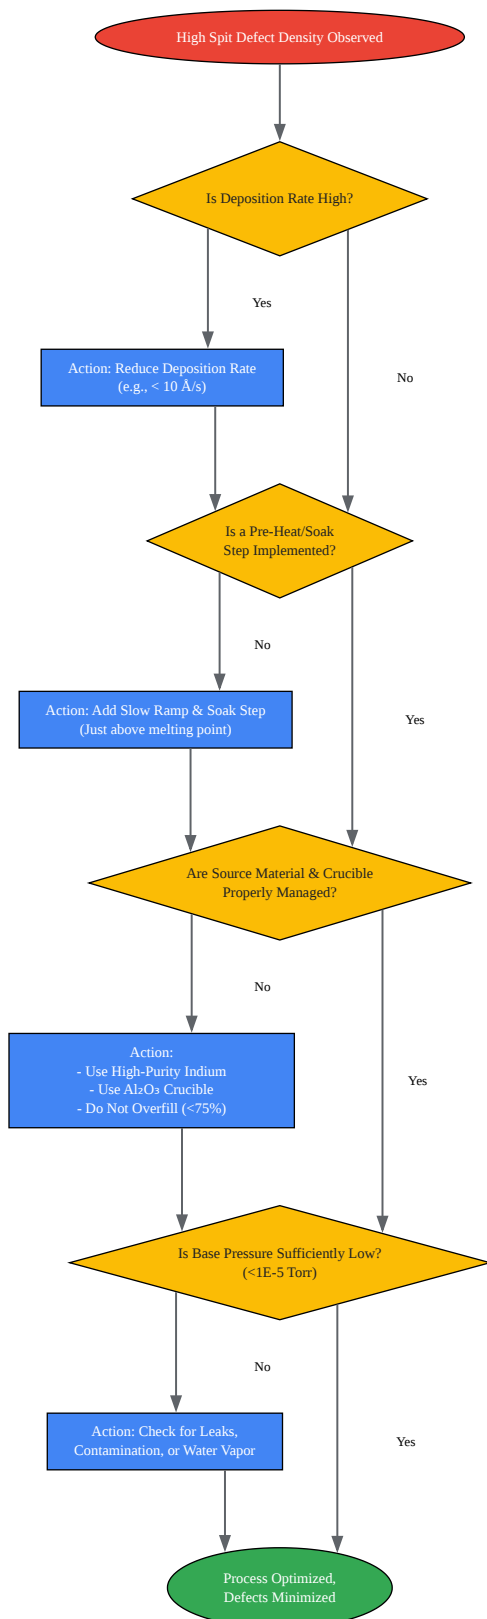 High Spit Defect Density Observed
Is Deposition Rate High?
Yes
Action: Reduce Deposition Rate
(e.g., < 10 Å/s)
No
Is a Pre-Heat/Soak
Step Implemented?
No
Action: Add Slow Ramp & Soak Step
(Just above melting point)
Yes
Are Source Material & Crucible
Properly Managed?
No
Action:
- Use High-Purity Indium
- Use Al₂O₃ Crucible
- Do Not Overfill (<75%)
Yes
Is Base Pressure Sufficiently Low?
(<1E-5 Torr)
No
Action: Check for Leaks,
Contamination, or Water Vapor
Yes
Process Optimized,
Defects Minimized